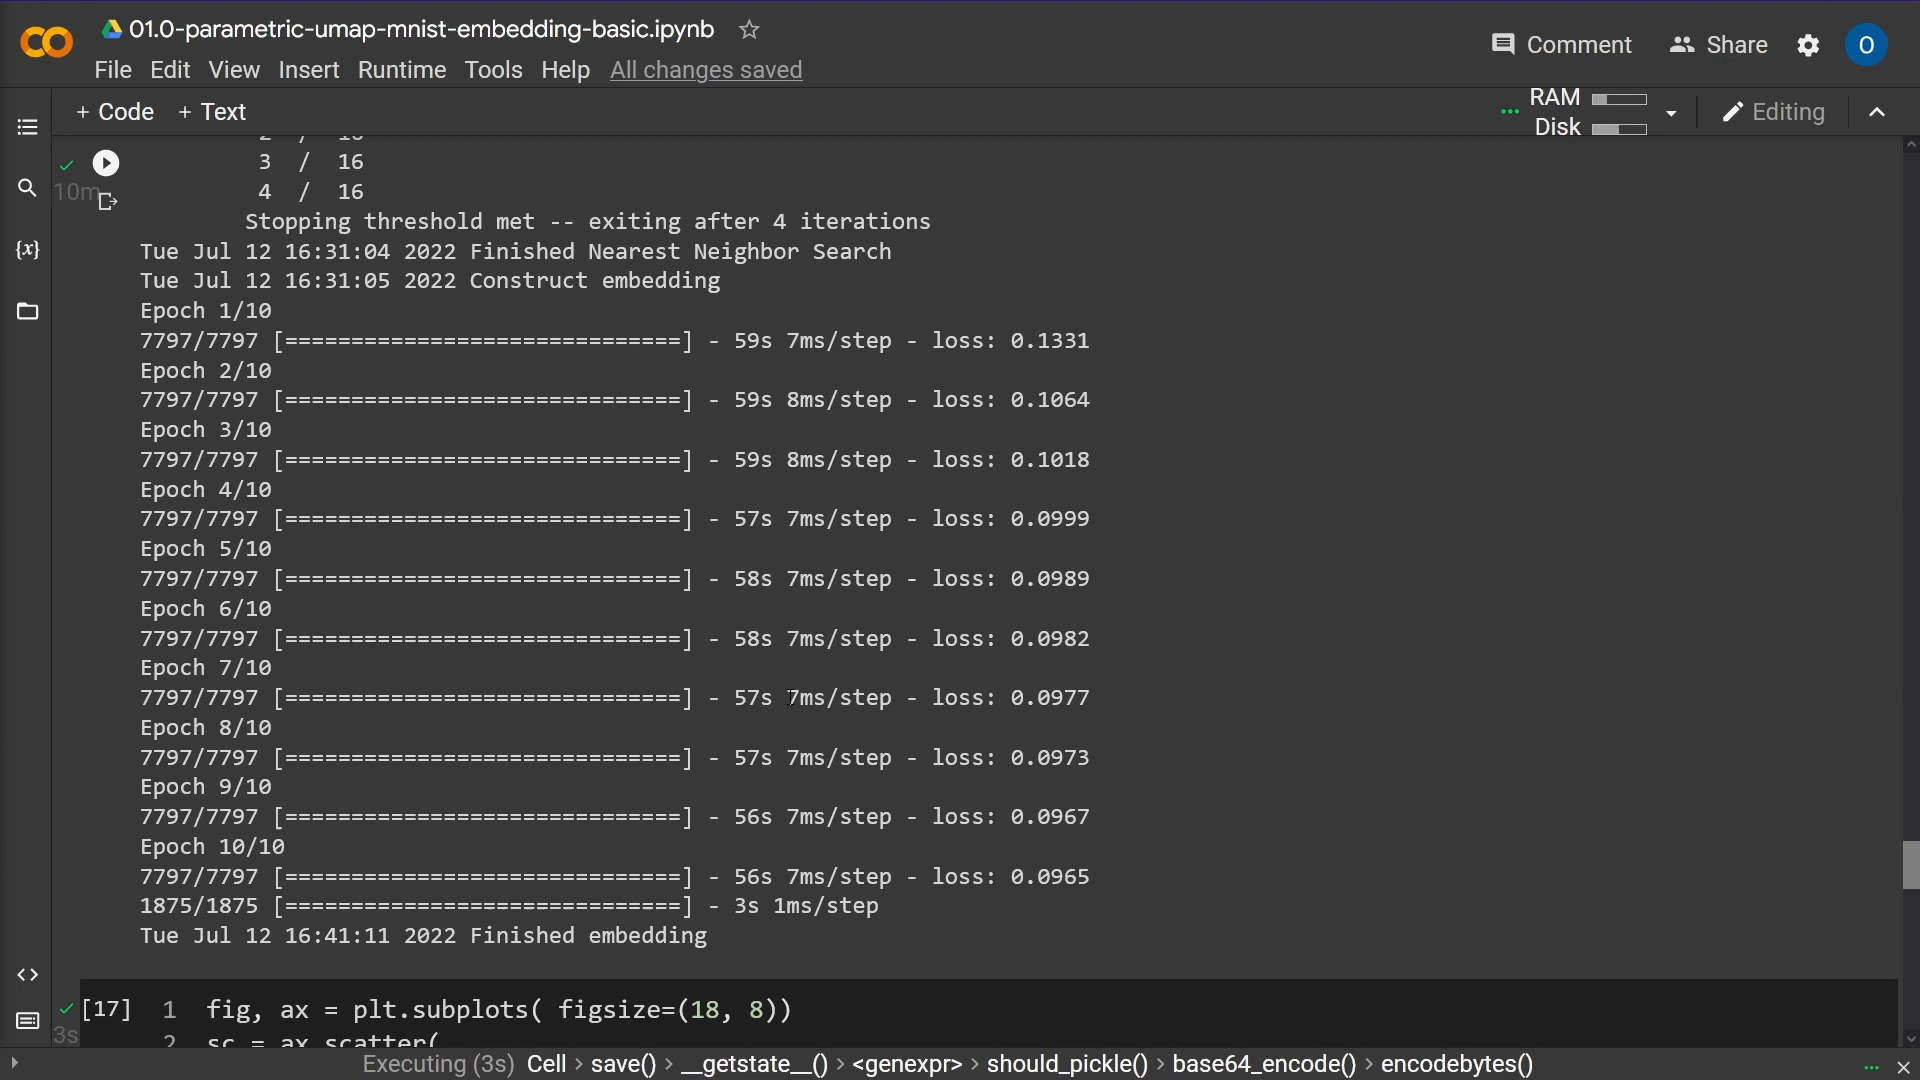 01.0-parametric-umap-mnist-embedding-basic.ipynb
Comment Share O
File Edit View Insert Runtime Tools Help All changes saved
+ Code + Text
RAM
Disk
Editing
3 / 16
10m
4 / 16
Stopping threshold met -- exiting after 4 iterations
Tue Jul 12 16:31:04 2022 Finished Nearest Neighbor Search
{x}
Tue Jul 12 16:31:05 2022 Construct embedding
Epoch 1/10
7797/7797 [==============================] - 59s 7ms/step - loss: 0.1331
Epoch 2/10
7797/7797 [==============================] - 59s 8ms/step - loss: 0.1064
Epoch 3/10
7797/7797 [==============================] - 59s 8ms/step - loss: 0.1018
Epoch 4/10
7797/7797 [==============================] - 57s 7ms/step - loss: 0.0999
Epoch 5/10
7797/7797 [==============================] - 58s 7ms/step - loss: 0.0989
Epoch 6/10
7797/7797 [==============================] - 58s 7ms/step - loss: 0.0982
Epoch 7/10
7797/7797 [==============================] - 57s 7ms/step - loss: 0.0977
Epoch 8/10
7797/7797 [==============================] - 57s 7ms/step - loss: 0.0973
Epoch 9/10
7797/7797 [==============================] - 56s 7ms/step - loss: 0.0967
Epoch 10/10
7797/7797 [==============================] - 56s 7ms/step - loss: 0.0965
1875/1875 [==============================] - 3s 1ms/step
Tue Jul 12 16:41:11 2022 Finished embedding
[17] 1 fig, ax = plt.subplots( figsize=(18, 8))
3s
2 sc = ax.scatter(
Executing (3s) Cell > save() > __getstate__() > <genexpr> > should_pickle() > base64_encode() > encodebytes()